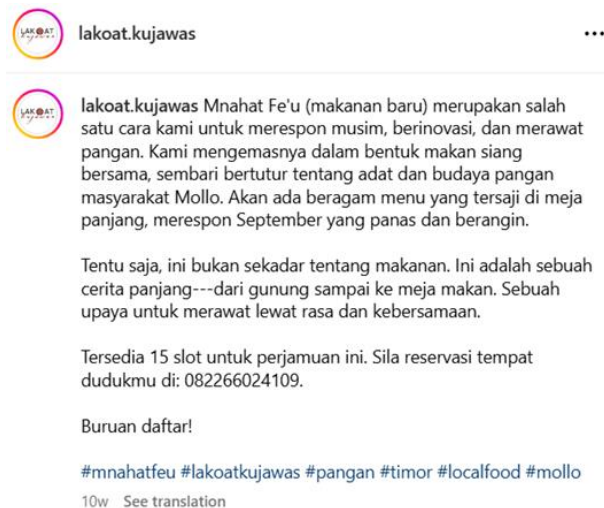 LAKOAT
kujawas
lakoat.kujawas
...
LAKOAT
kujawas
lakoat.kujawas Mnahat Fe'u (makanan baru) merupakan salah
satu cara kami untuk merespon musim, berinovasi, dan merawat
pangan. Kami mengemasnya dalam bentuk makan siang
bersama, sembari bertutur tentang adat dan budaya pangan
masyarakat Mollo. Akan ada beragam menu yang tersaji di meja
panjang, merespon September yang panas dan berangin.
Tentu saja, ini bukan sekadar tentang makanan. Ini adalah sebuah
cerita panjang---dari gunung sampai ke meja makan. Sebuah
upaya untuk merawat lewat rasa dan kebersamaan.
Tersedia 15 slot untuk perjamuan ini. Sila reservasi tempat
dudukmu di: 082266024109.
Buruan daftar!
#mnahatfeu #lakoatkujawas #pangan #timor #localfood #mollo
10w See translation